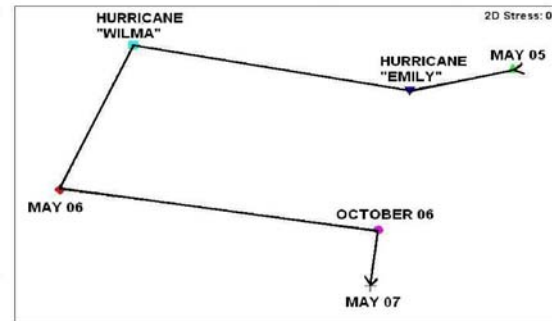 2D Stress: 0
HURRICANE
"WILMA"
HURRICANE
"EMILY"
MAY 05
MAY 06
OCTOBER 06
MAY 07